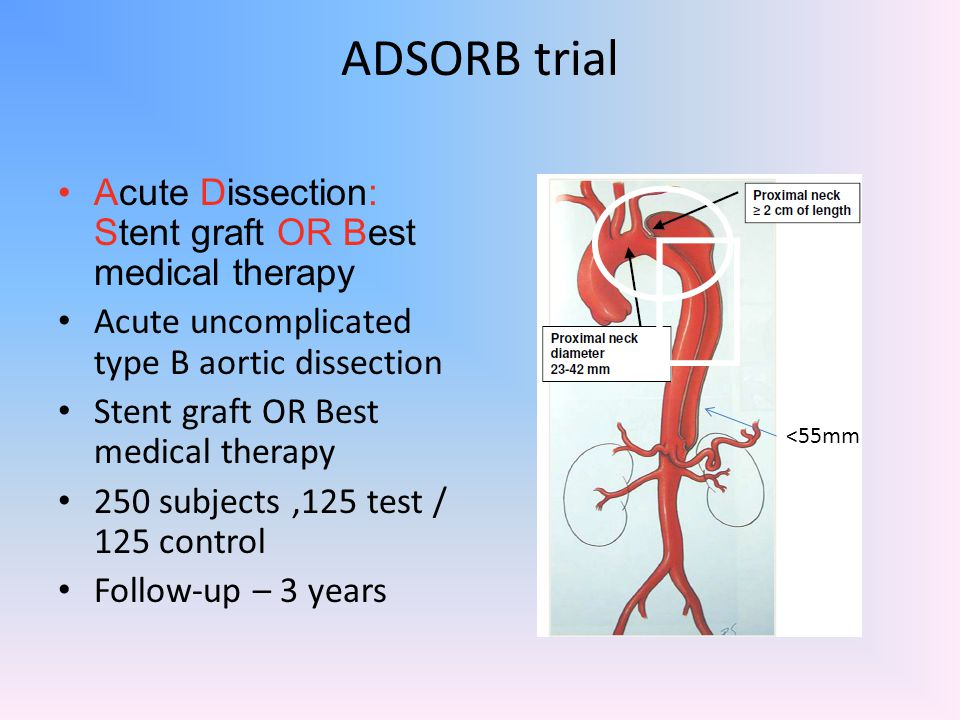 ADSORB trial
• Acute Dissection:
Stent graft OR Best
medical therapy
• Acute uncomplicated
type B aortic dissection
• Stent graft OR Best
medical therapy
• 250 subjects ,125 test /
125 control
• Follow-up – 3 years
Proximal neck
≥ 2 cm of length
Proximal neck
diameter
23-42 mm
<55mm